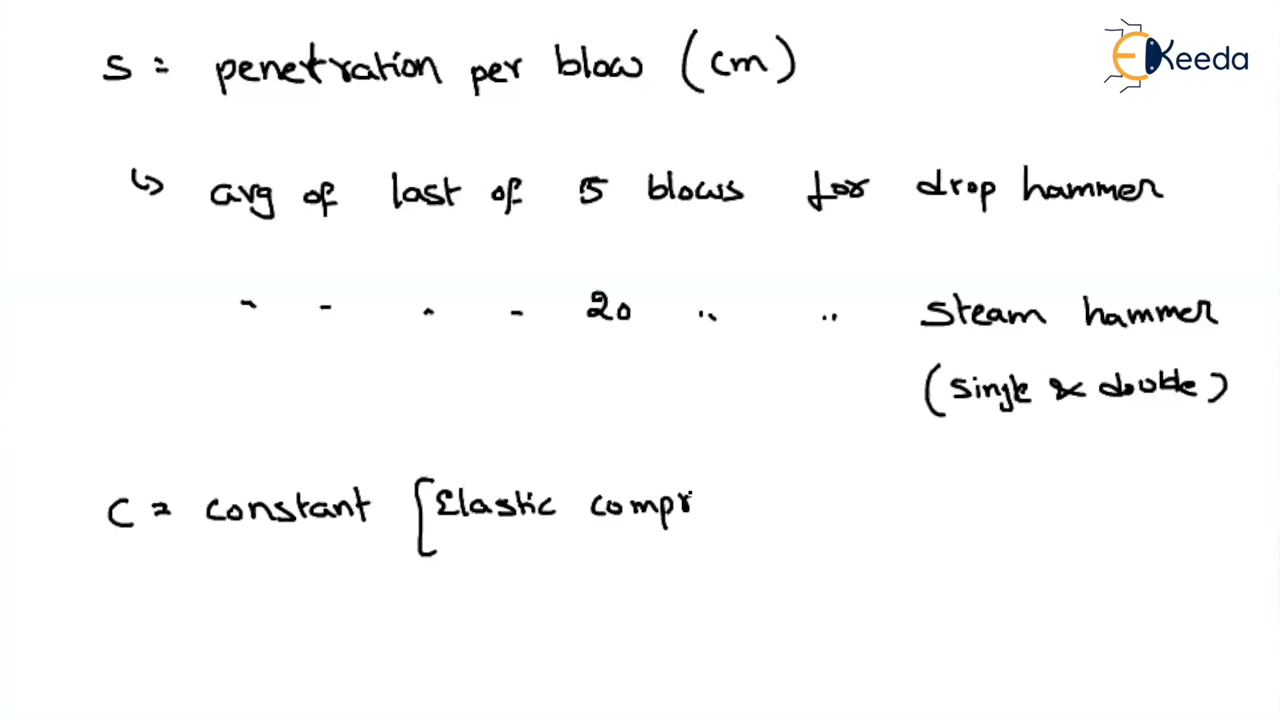 EKeeda
S = penetration per blow (cm)
↳ avg of last of 5 blows for drop hammer
" " " " 20 " " steam hammer
(single & double)
C = constant [Elastic compr